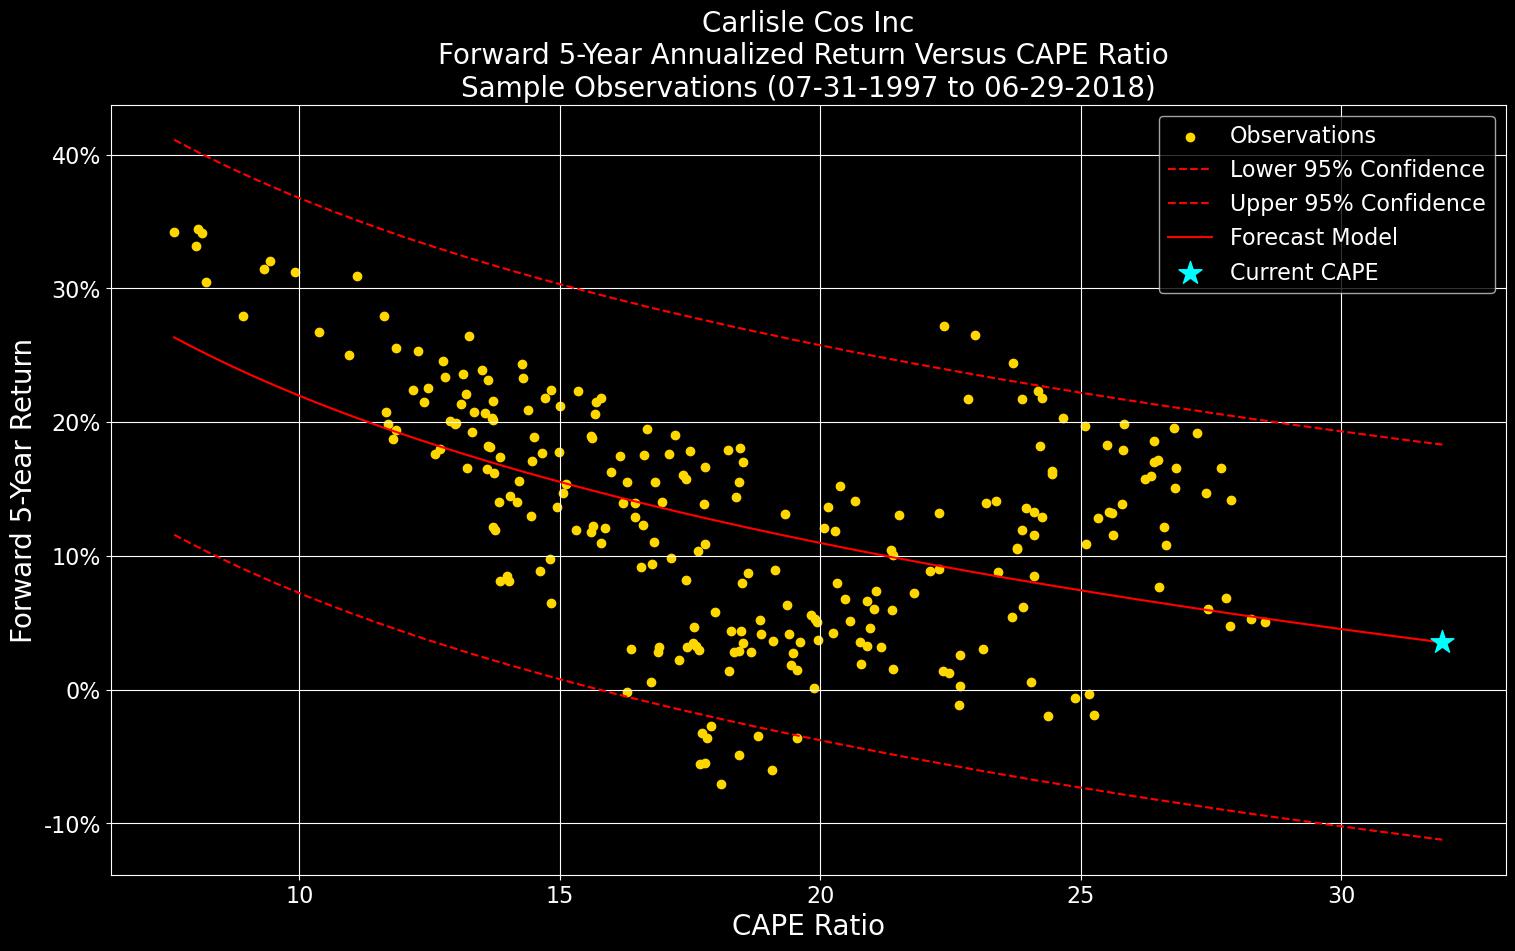 Carlisle Cos Inc
Forward 5-Year Annualized Return Versus CAPE Ratio
Sample Observations (07-31-1997 to 06-29-2018)
Observations
Lower 95% Confidence
Upper 95% Confidence
Forecast Model
Current CAPE
Forward 5-Year Return
40%
30%
20%
10%
0%
-10%
10 15 20 25 30
CAPE Ratio